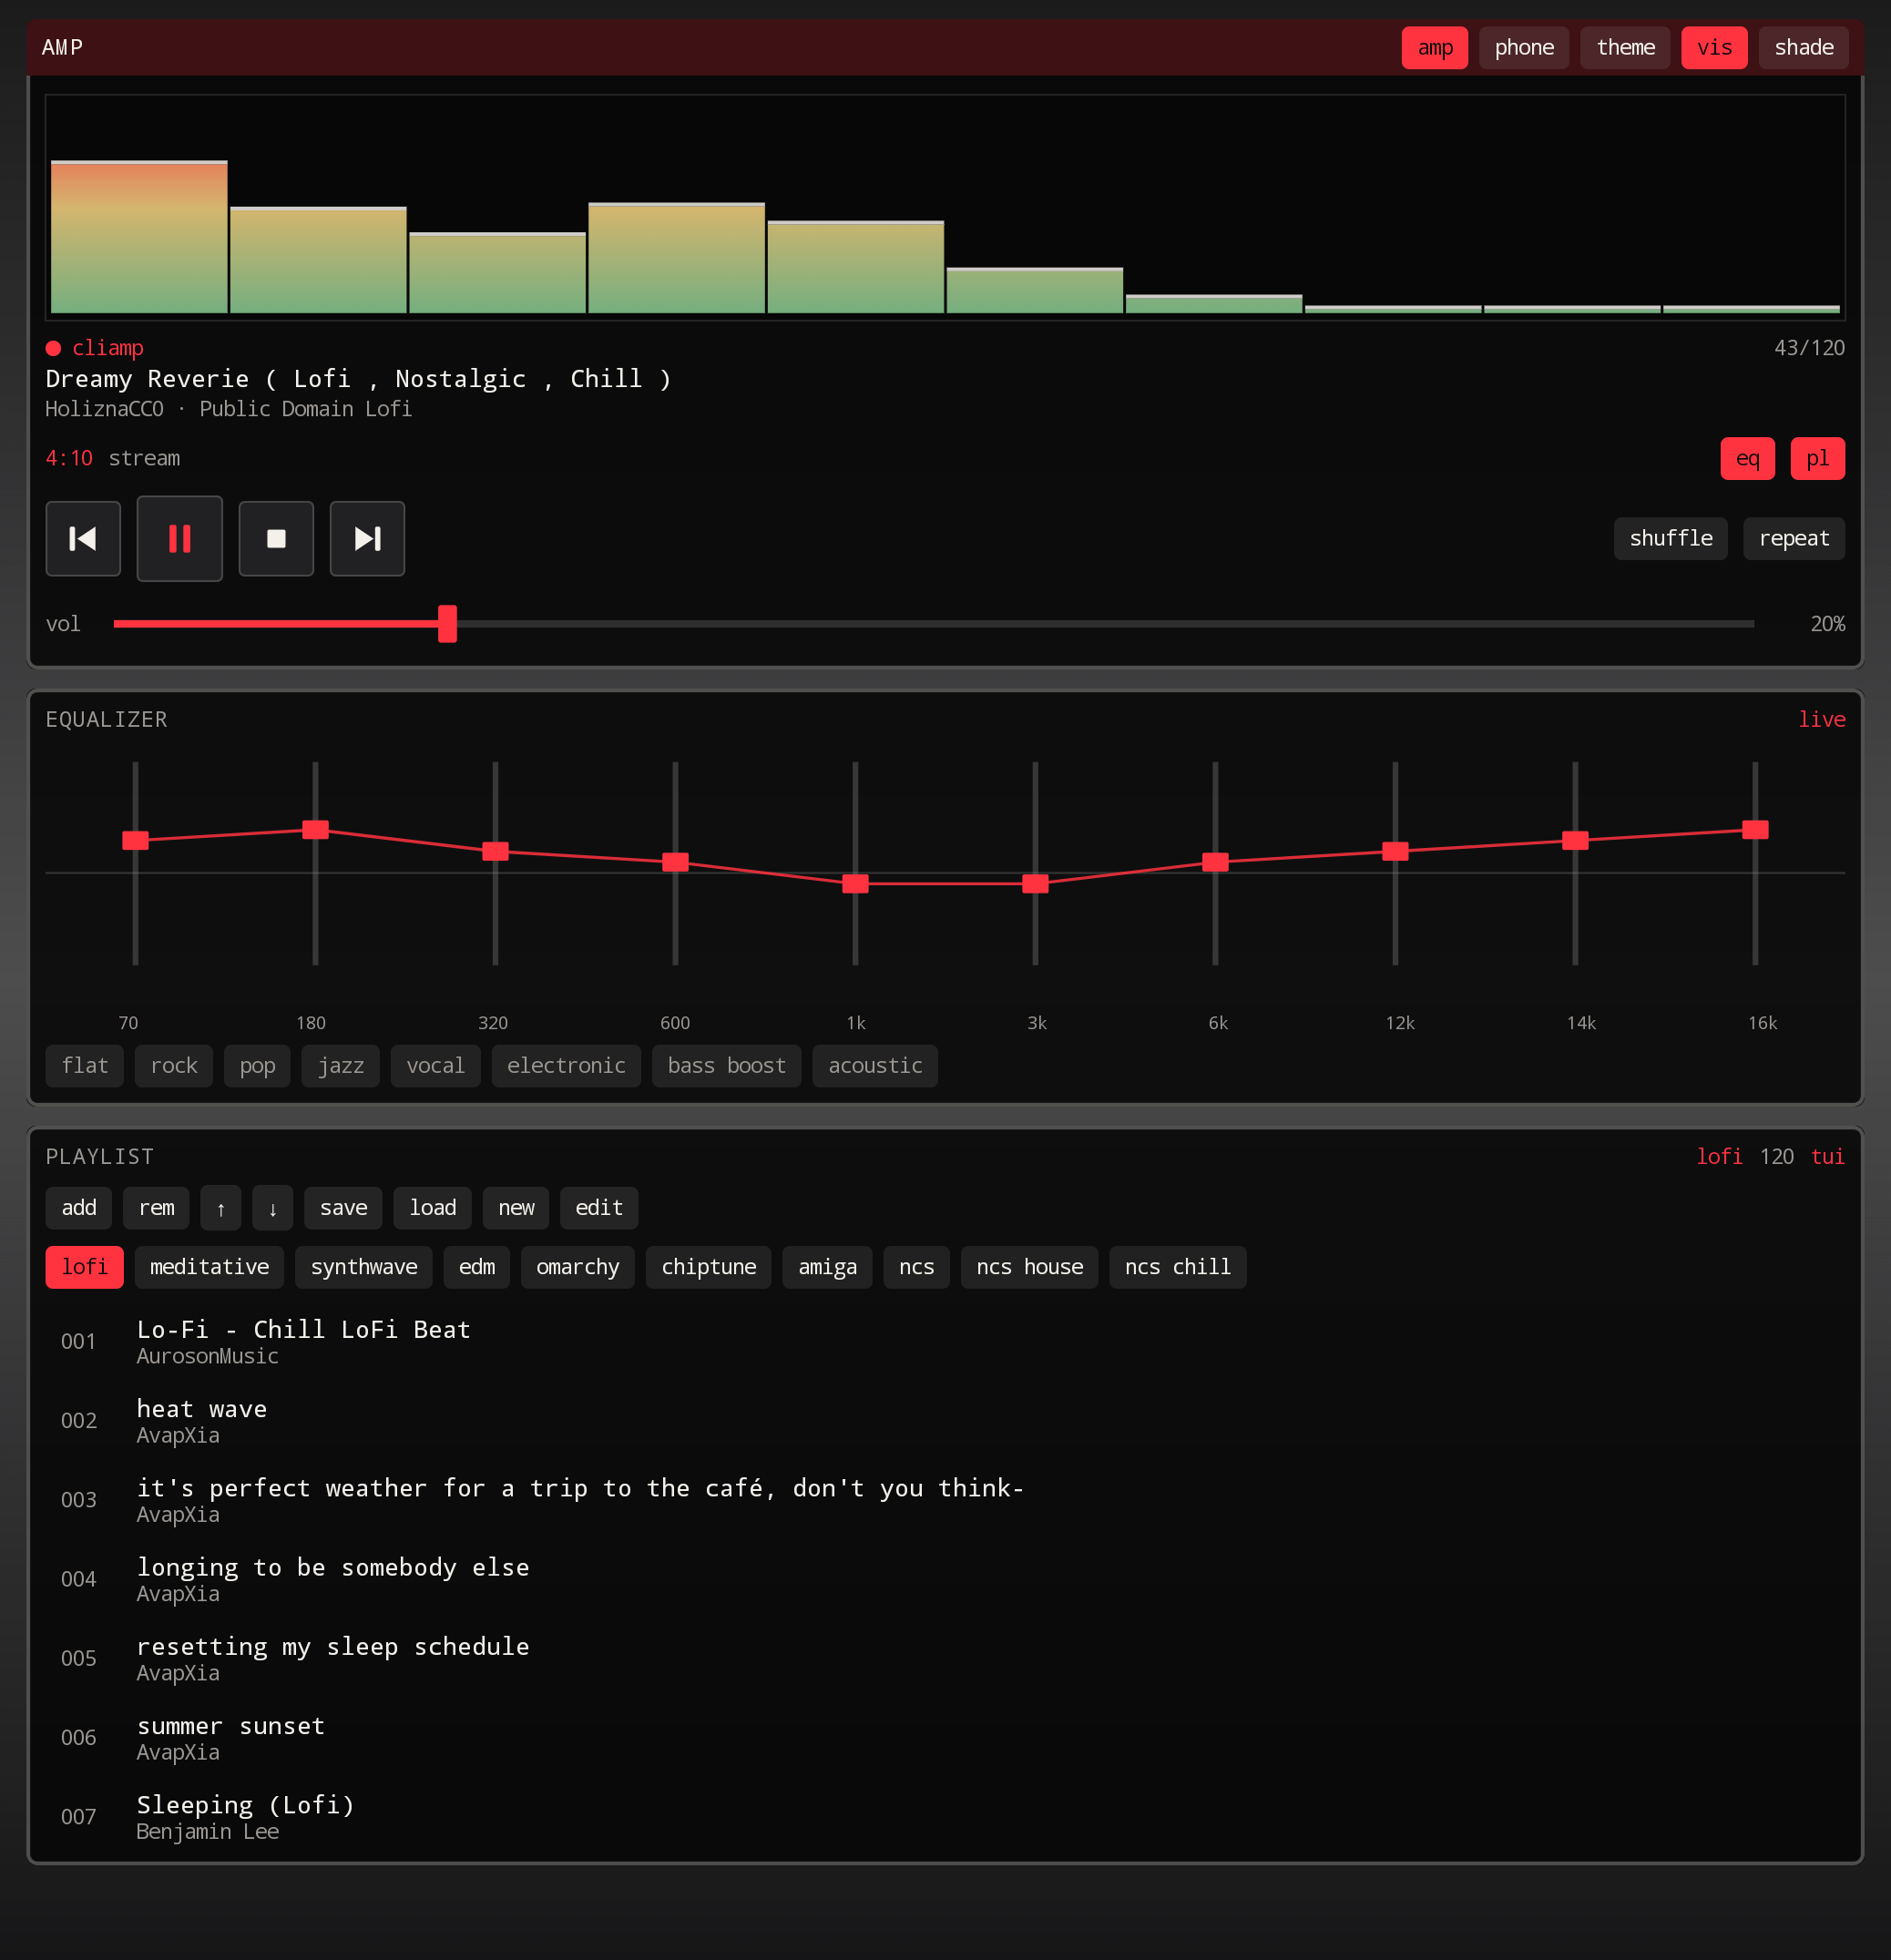 AMP amp phone theme vis shade
cliamp 43/120
Dreamy Reverie ( Lofi , Nostalgic , Chill )
HoliznaCC0 · Public Domain Lofi
4:10 stream eq pl
shuffle repeat
vol 20%
EQUALIZER live
70 180 320 600 1k 3k 6k 12k 14k 16k
flat rock pop jazz vocal electronic bass boost acoustic
PLAYLIST lofi 120 tui
add rem ↑ ↓ save load new edit
lofi meditative synthwave edm omarchy chiptune amiga ncs ncs house ncs chill
001 Lo-Fi - Chill LoFi Beat
AurosonMusic
002 heat wave
AvapXia
003 it's perfect weather for a trip to the café, don't you think-
AvapXia
004 longing to be somebody else
AvapXia
005 resetting my sleep schedule
AvapXia
006 summer sunset
AvapXia
007 Sleeping (Lofi)
Benjamin Lee